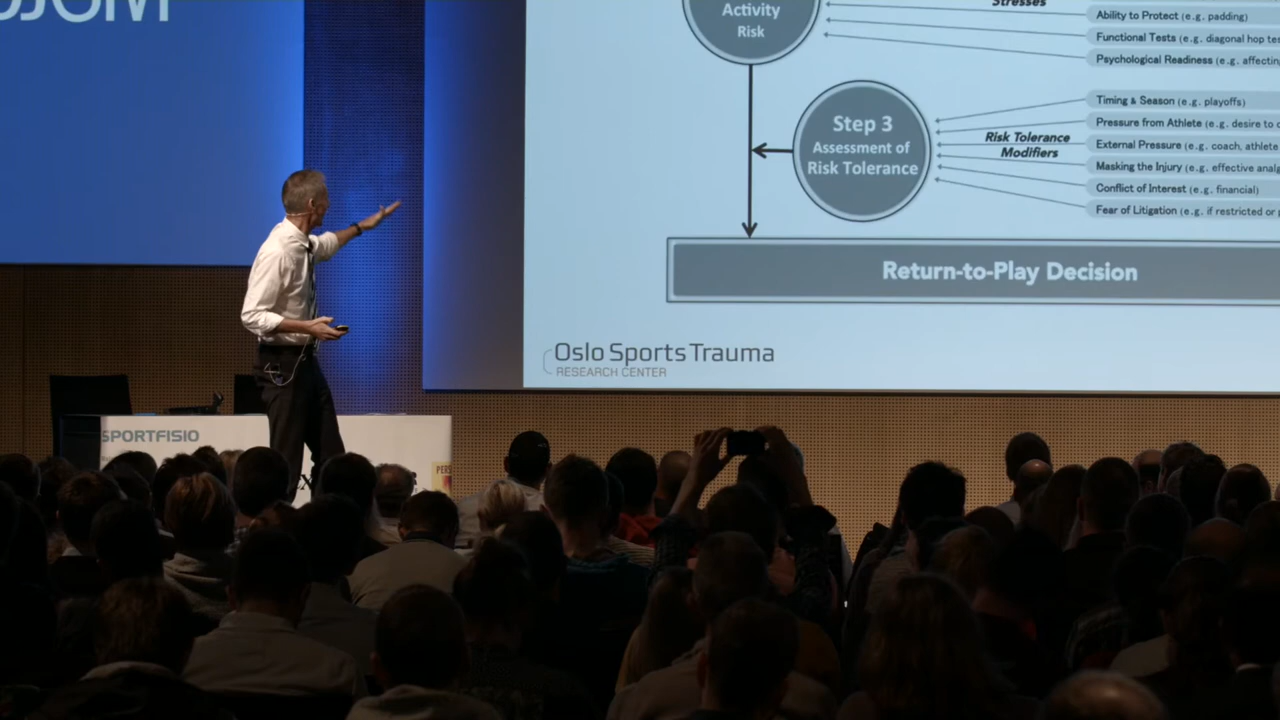 Activity
Risk
Stresses
Ability to Protect (e.g. padding)
Functional Tests (e.g. diagonal hop
Psychological Readiness (e.g.
Step 3
Assessment of
Risk Tolerance
Risk Tolerance
Modifiers
Timing & Season (e.g. playoffs)
Pressure from Athlete (e.g. desire to
External Pressure (e.g. coach, athlete
Masking the Injury (e.g. effective
Conflict of Interest (e.g. financial)
Fear of Litigation (e.g. if restricted or
Return-to-Play Decision
Oslo Sports Trauma
RESEARCH CENTER
SPORTFISIO